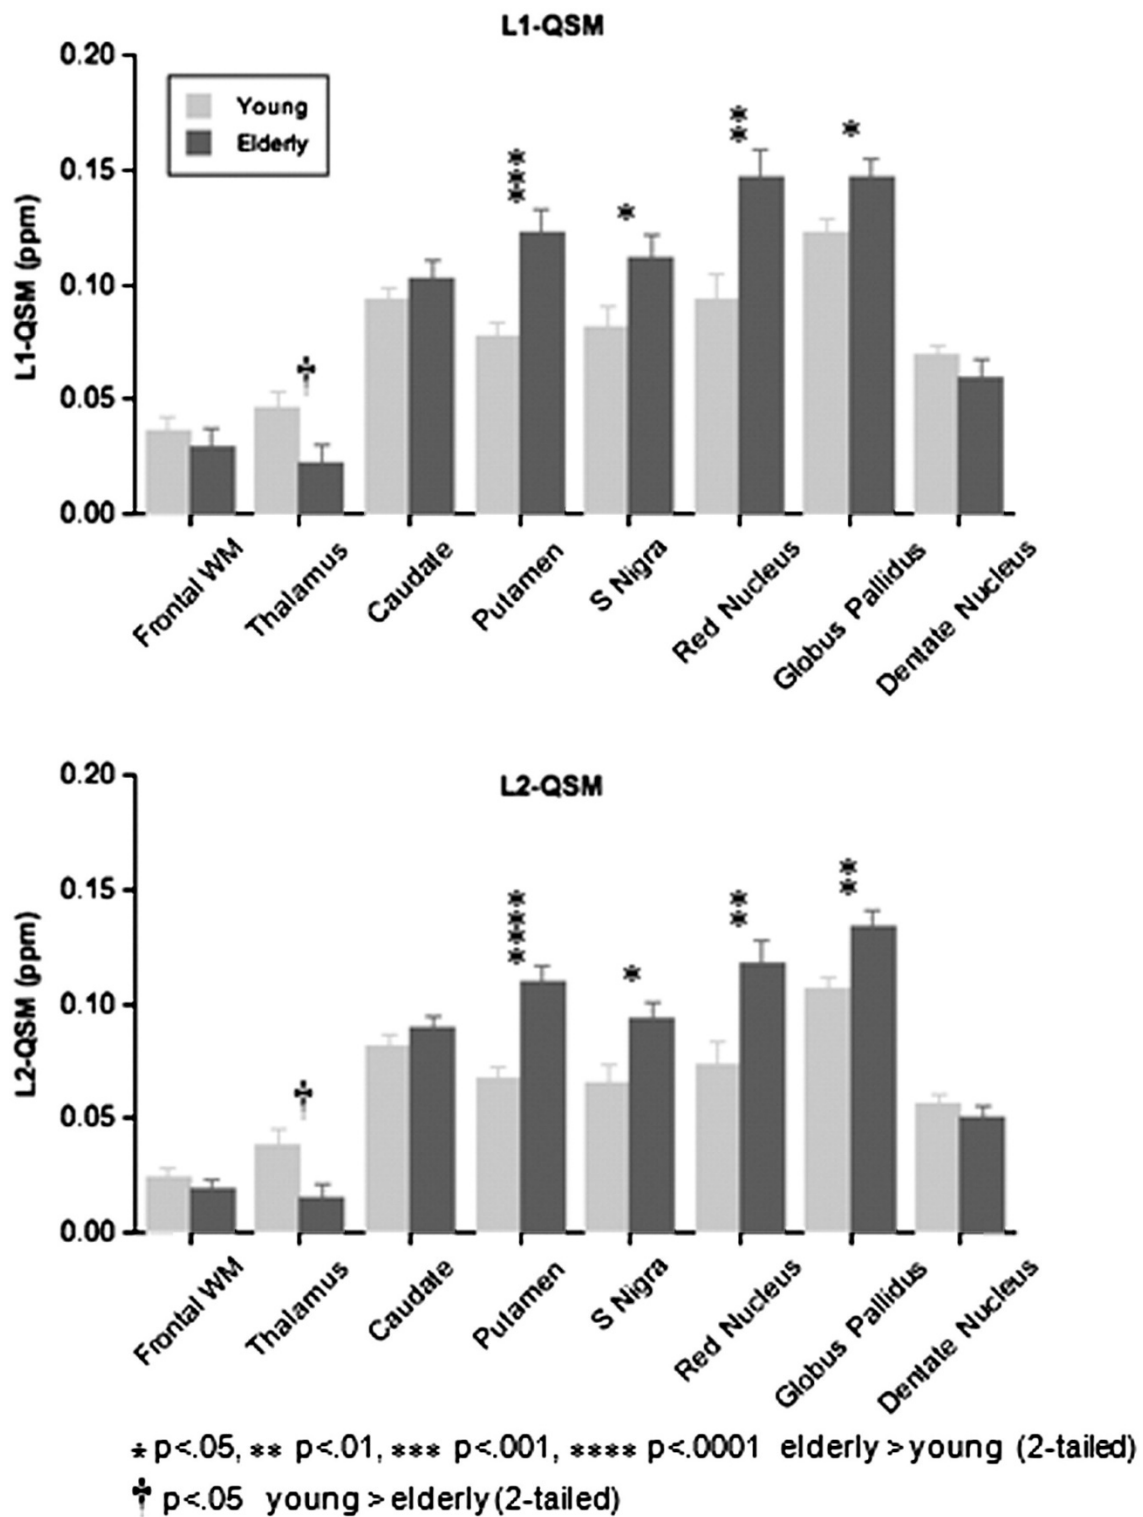 L1-QSM
0.20
Young
Elderly
0.15
0.10
0.05
0.00
L1-QSM (ppm)
***
*
**
*
†
Frontal WM
Thalamus
Caudate
Putamen
S Nigra
Red Nucleus
Globus Pallidus
Dentate Nucleus
L2-QSM
0.20
0.15
0.10
0.05
0.00
L2-QSM (ppm)
****
*
**
**
†
Frontal WM
Thalamus
Caudate
Putamen
S Nigra
Red Nucleus
Globus Pallidus
Dentate Nucleus
* p<.05, ** p<.01, *** p<.001, **** p<.0001 elderly > young (2-tailed)
† p<.05 young > elderly (2-tailed)